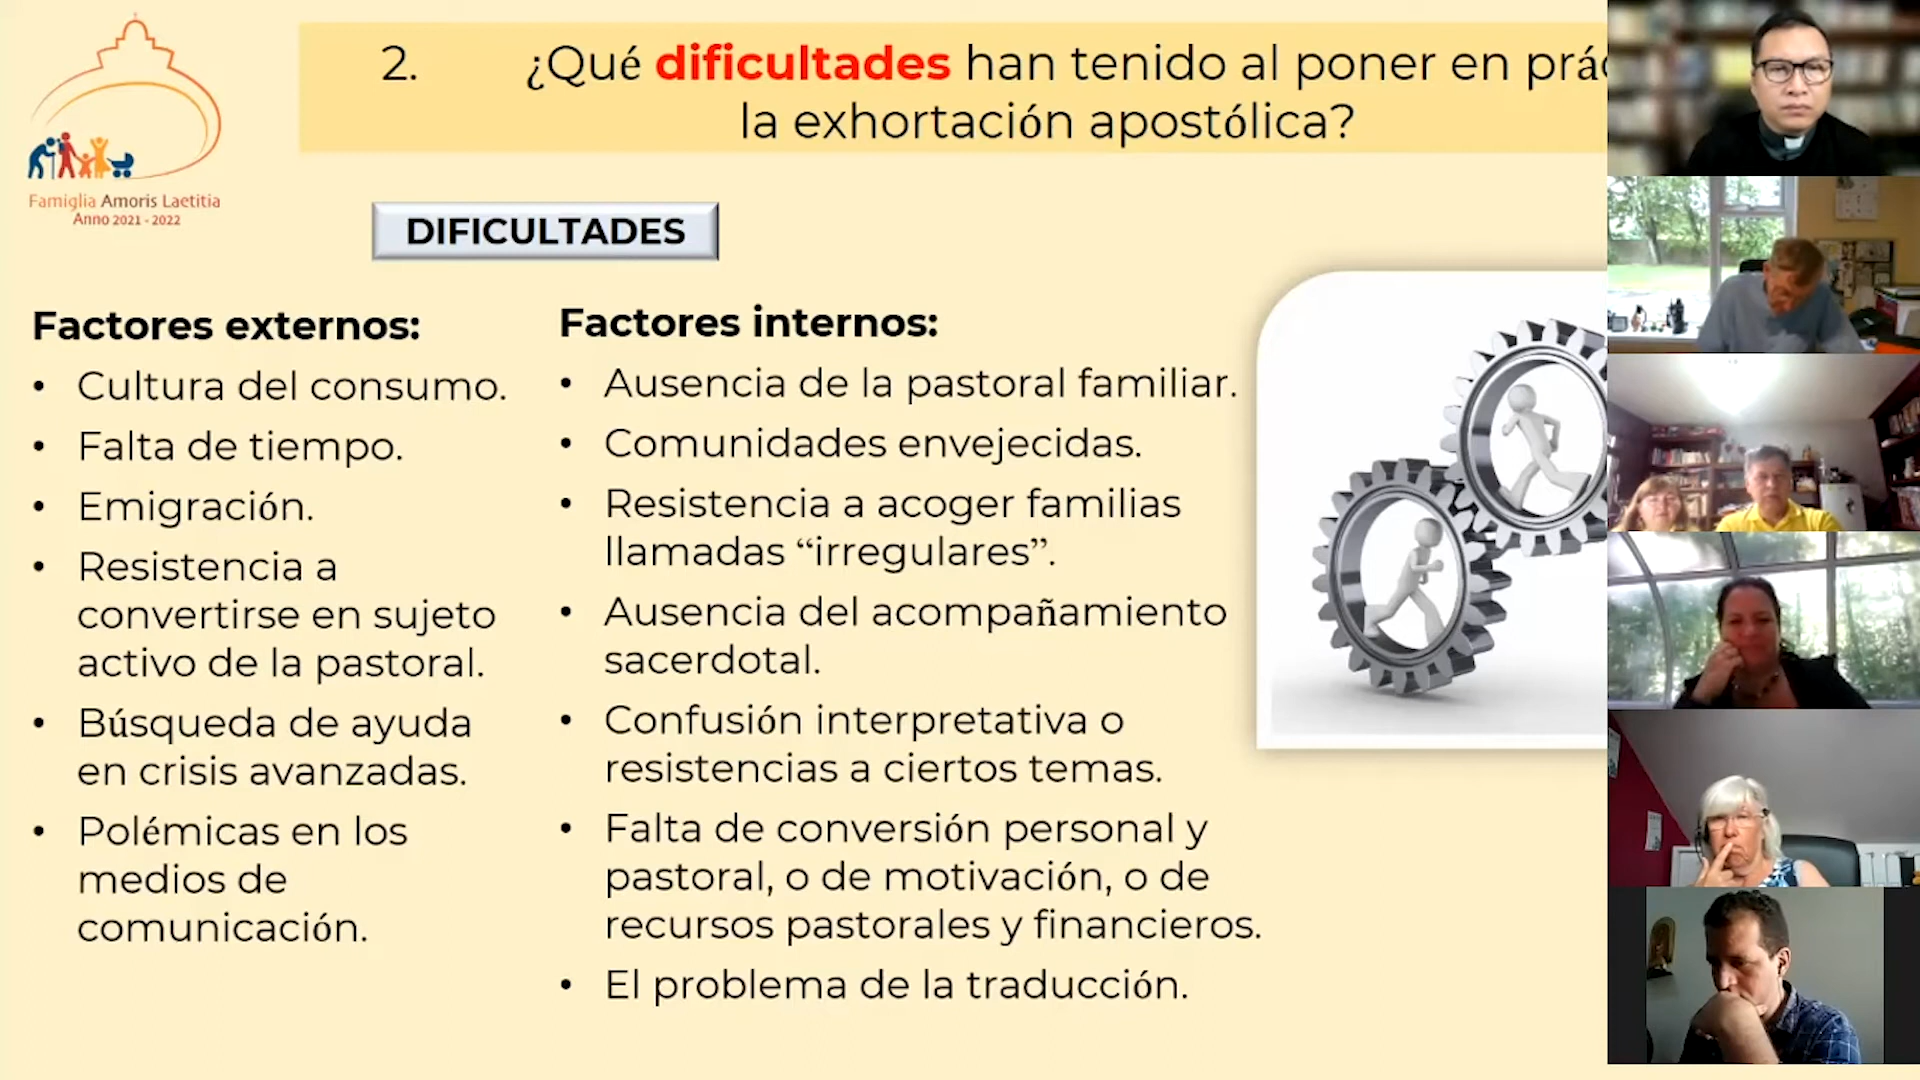 2. ¿Qué dificultades han tenido al poner en
la exhortación apostólica?
Famiglia Amoris Laetitia
Anno 2021 - 2022
DIFICULTADES
Factores externos:
• Cultura del consumo.
• Falta de tiempo.
• Emigración.
• Resistencia a
convertirse en sujeto
activo de la pastoral.
• Búsqueda de ayuda
en crisis avanzadas.
• Polémicas en los
medios de
comunicación.
Factores internos:
• Ausencia de la pastoral familiar.
• Comunidades envejecidas.
• Resistencia a acoger familias
llamadas “irregulares”.
• Ausencia del acompañamiento
sacerdotal.
• Confusión interpretativa o
resistencias a ciertos temas.
• Falta de conversión personal y
pastoral, o de motivación, o de
recursos pastorales y financieros.
• El problema de la traducción.